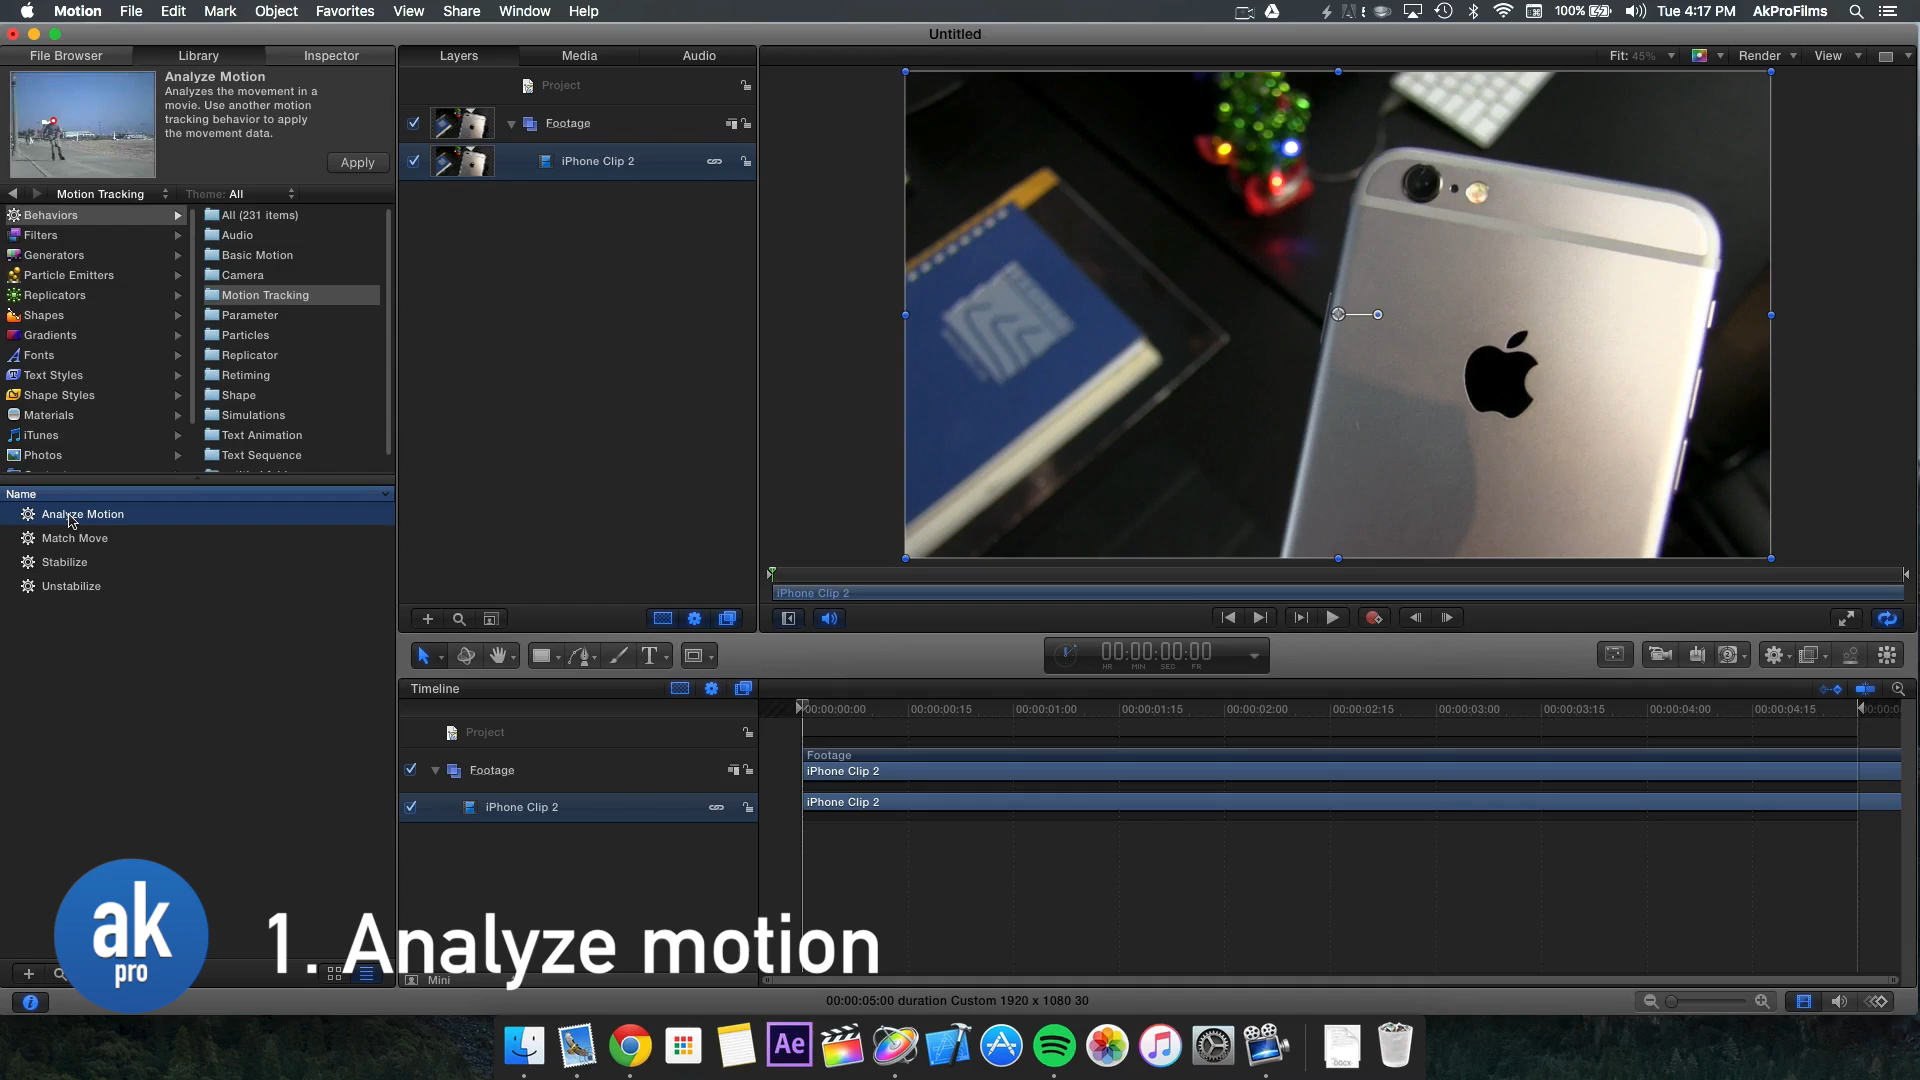 Motion File Edit Mark Object Favorites View Share Window Help
100% Tue 4:17 PM AkProFilms
Untitled
File Browser Library Inspector
Analyze Motion
Analyzes the movement in a
movie. Use another motion
tracking behavior to apply
the movement data.
Apply
Motion Tracking Theme: All
Behaviors
Filters
Generators
Particle Emitters
Replicators
Shapes
Gradients
Fonts
Text Styles
Shape Styles
Materials
iTunes
Photos
All (231 items)
Audio
Basic Motion
Camera
Motion Tracking
Parameter
Particles
Replicator
Retiming
Shape
Simulations
Text Animation
Text Sequence
Name
Analyze Motion
Match Move
Stabilize
Unstabilize
Layers Media Audio
Project
Footage
iPhone Clip 2
Fit: 45% Render View
iPhone Clip 2
00:00:00:00
HR MIN SEC FR
Timeline
Project
Footage
iPhone Clip 2
00:00:00:00 00:00:00:15 00:00:01:00 00:00:01:15 00:00:02:00 00:00:02:15 00:00:03:00 00:00:03:15 00:00:04:00 00:00:04:15
Footage
iPhone Clip 2
iPhone Clip 2
ak
pro
1. Analyze motion
Mini
00:00:05:00 duration Custom 1920 x 1080 30
Ae
DOCX